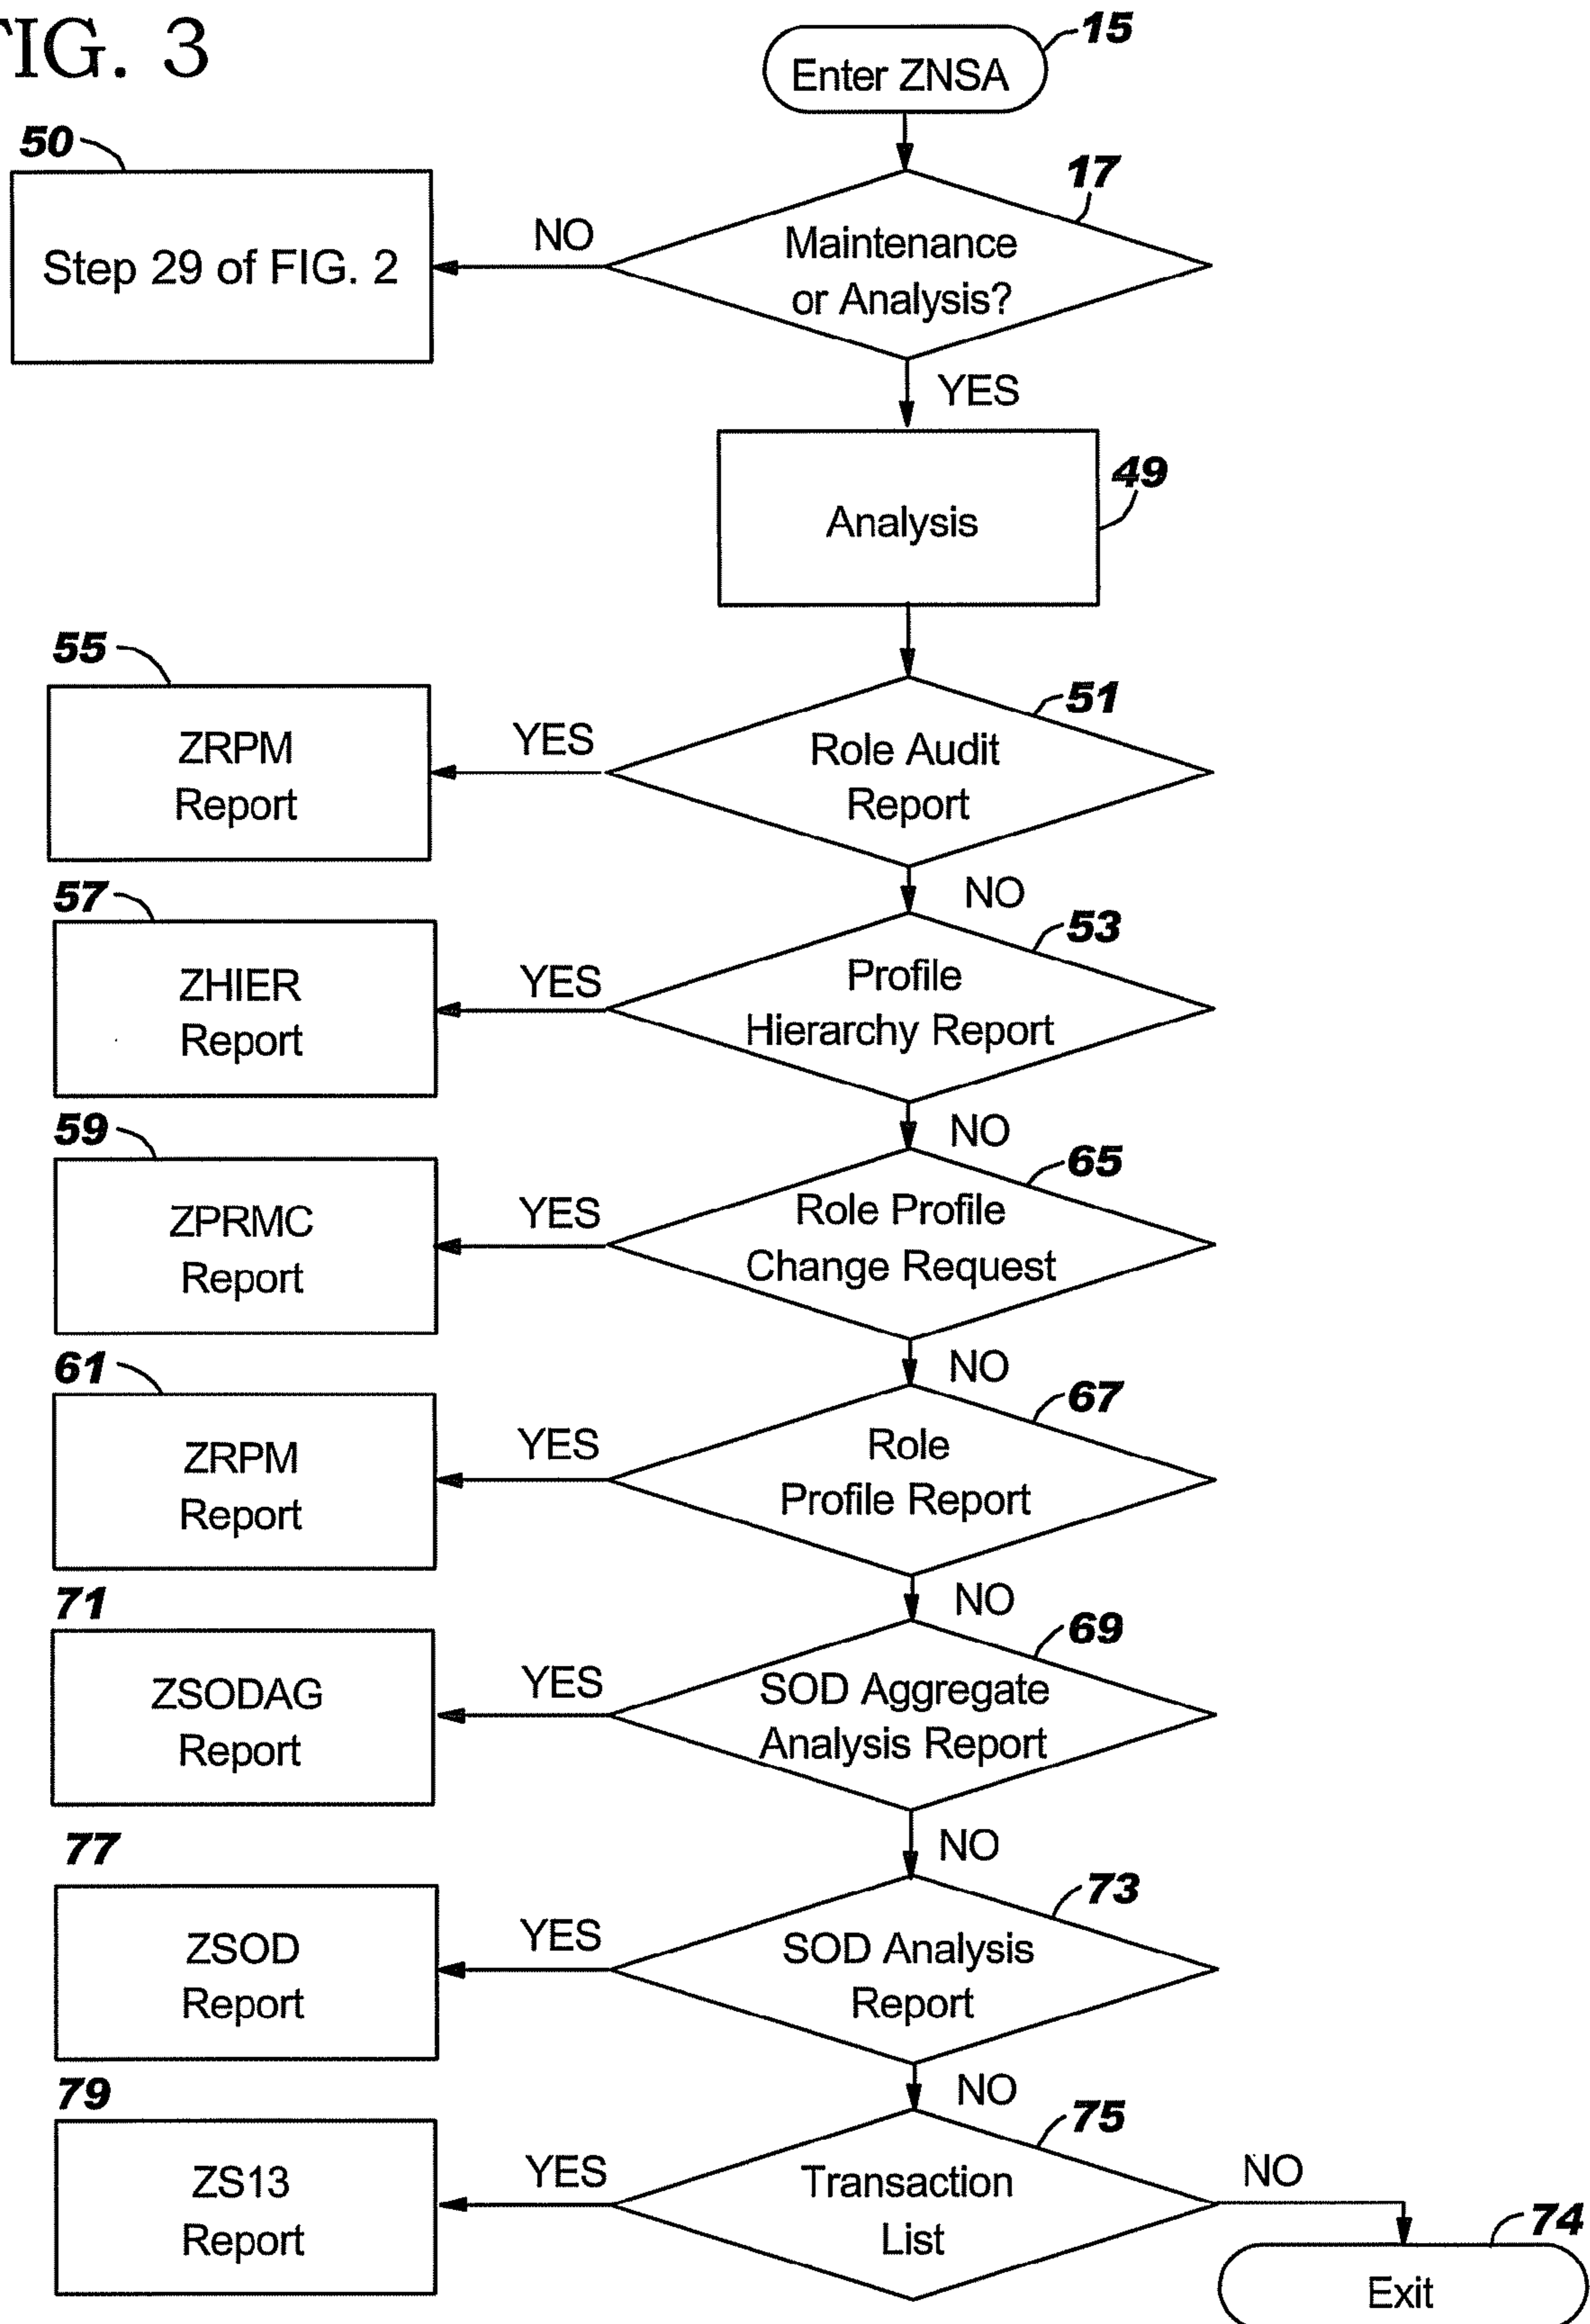 FIG. 3
15
Enter ZNSA
50
17
Step 29 of FIG. 2
NO
Maintenance
or Analysis?
YES
49
Analysis
55
51
ZRPM
Report
YES
Role Audit
Report
NO
57
53
ZHIER
Report
YES
Profile
Hierarchy Report
NO
59
65
ZPRMC
Report
YES
Role Profile
Change Request
NO
61
67
ZRPM
Report
YES
Role
Profile Report
NO
71
69
ZSODAG
Report
YES
SOD Aggregate
Analysis Report
NO
77
73
ZSOD
Report
YES
SOD Analysis
Report
NO
79
75
ZS13
Report
YES
Transaction
List
NO
74
Exit